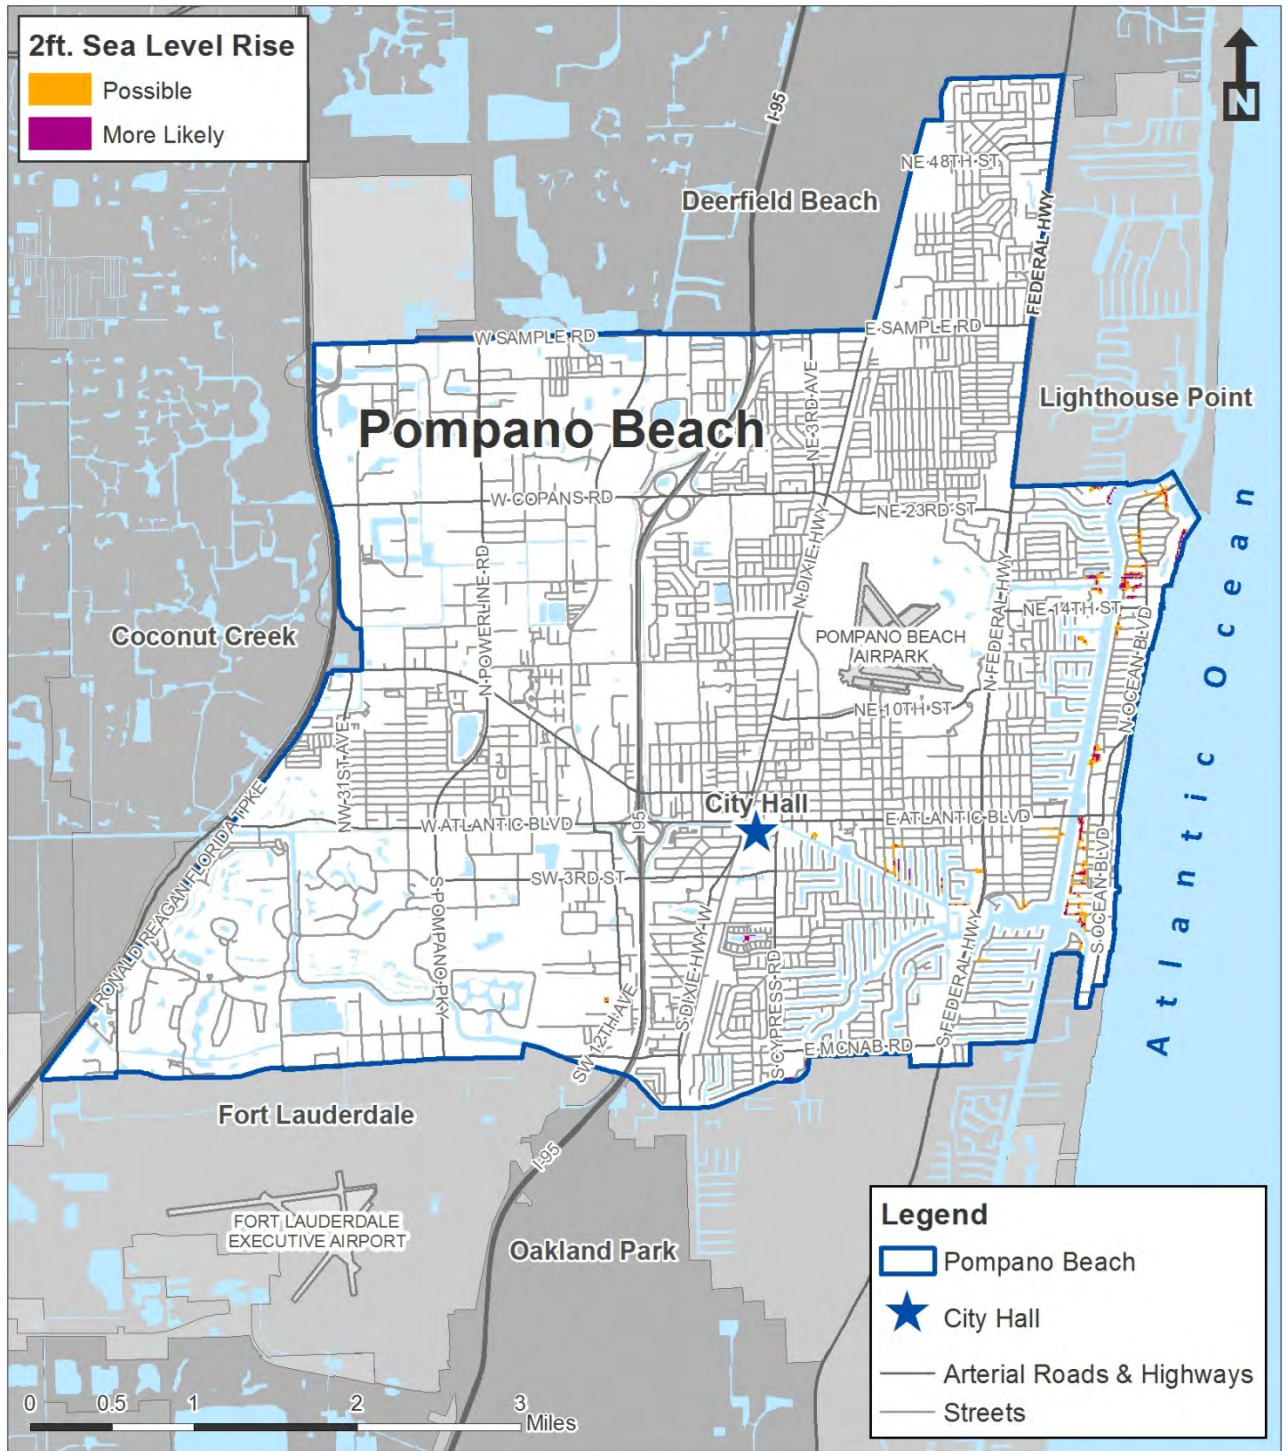 2ft. Sea Level Rise
Possible
More Likely
N
I-95
NE 48TH ST
Deerfield Beach
FEDERAL HWY
W SAMPLE RD
E SAMPLE RD
NE 3RD AVE
Lighthouse Point
Pompano Beach
W COPANS RD
NE 23RD ST
N DIXIE HWY
N POWERLINE RD
N FEDERAL HWY
NE 14TH ST
Coconut Creek
POMPANO BEACH
AIRPARK
N OCEAN BLVD
NE 10TH ST
NW 31ST AVE
Atlantic Ocean
City Hall
W ATLANTIC BLVD
I95
E ATLANTIC BLVD
RONALD REAGAN FLORIDA TPKE
SW 3RD ST
S OCEAN BLVD
S POMPANO PKY
S DIXIE HWY W
S CYPRESS RD
S FEDERAL HWY
SW 12TH AVE
E MCNAB RD
Fort Lauderdale
I-95
FORT LAUDERDALE
EXECUTIVE AIRPORT
Oakland Park
Legend
Pompano Beach
City Hall
Arterial Roads & Highways
Streets
0 0.5 1 2 3
Miles